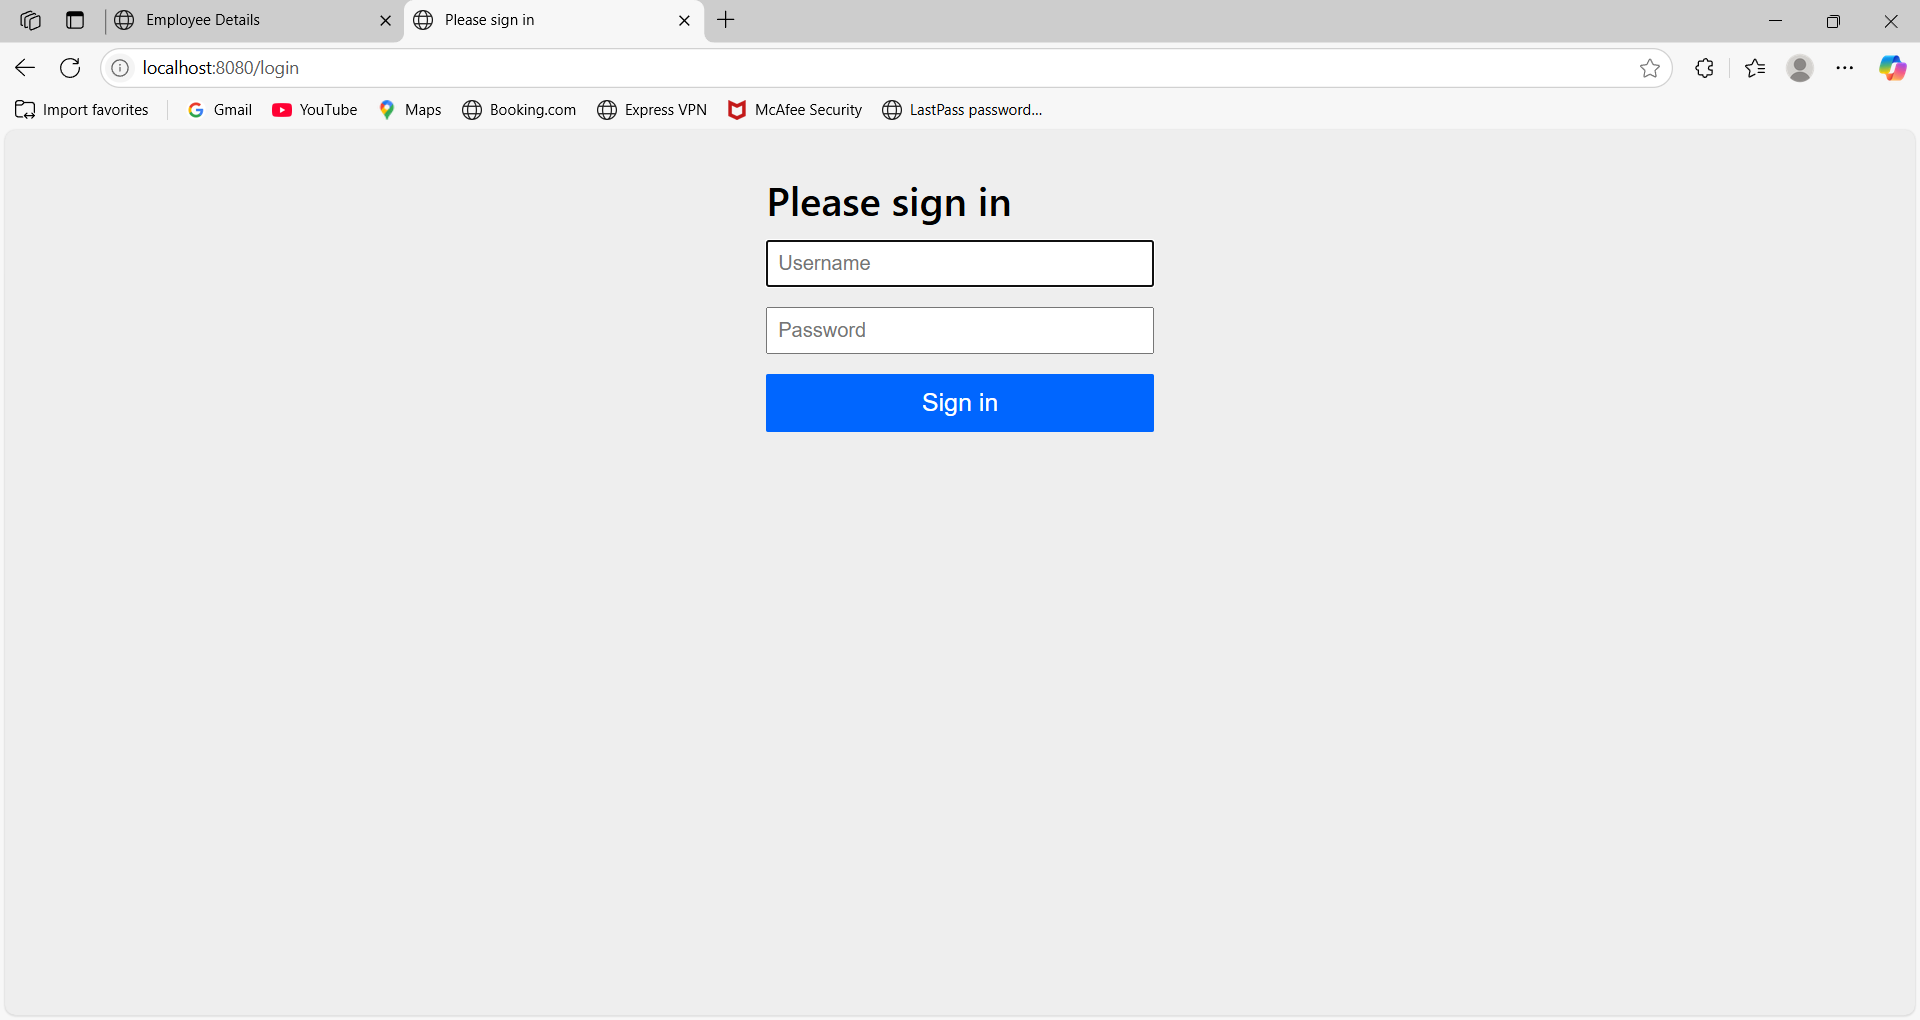 Employee Details
Please sign in
localhost:8080/login
Import favorites
Gmail
YouTube
Maps
Booking.com
Express VPN
McAfee Security
LastPass password...
Please sign in
Username
Password
Sign in